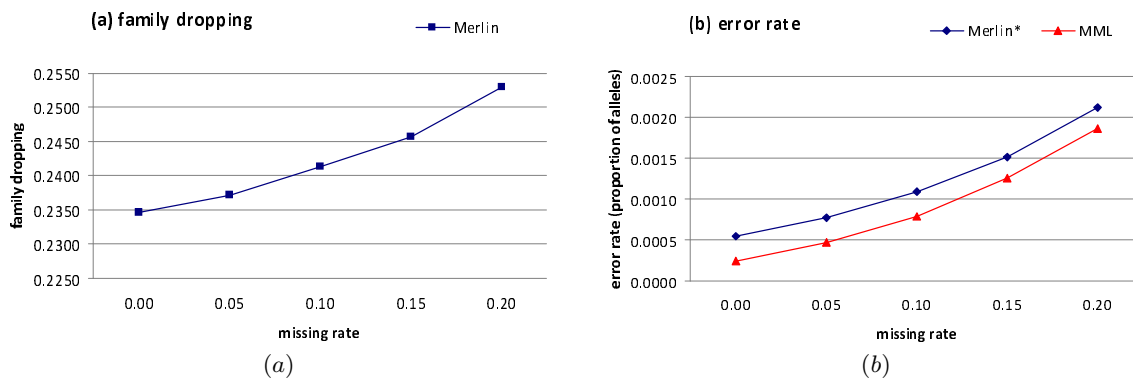 (a) family dropping
Merlin
family dropping
0.2550
0.2500
0.2450
0.2400
0.2350
0.2300
0.2250
0.00 0.05 0.10 0.15 0.20
missing rate
(a)
(b) error rate
Merlin* MML
error rate (proportion of alleles)
0.0025
0.0020
0.0015
0.0010
0.0005
0.0000
0.00 0.05 0.10 0.15 0.20
missing rate
(b)